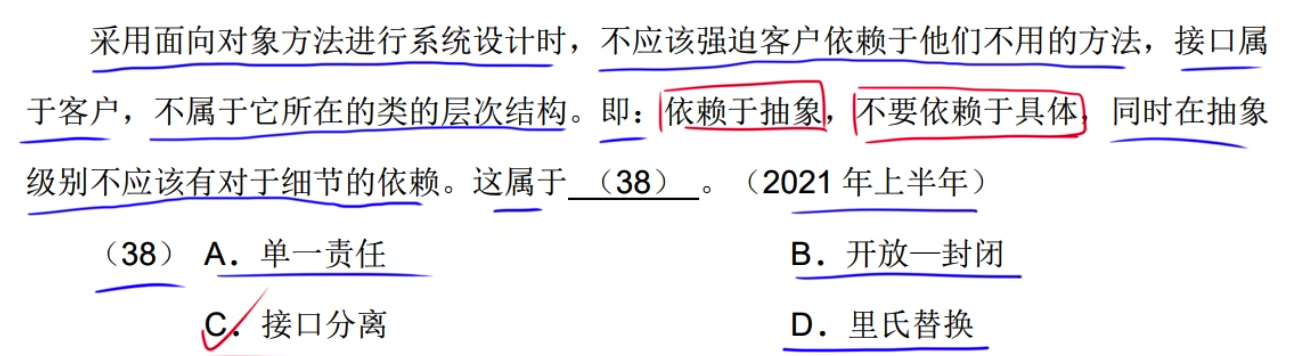 采用面向对象方法进行系统设计时，不应该强迫客户依赖于他们不用的方法，接口属
于客户，不属于它所在的类的层次结构。即：依赖于抽象，不要依赖于具体，同时在抽象
级别不应该有对于细节的依赖。这属于 （38） 。（2021 年上半年）
（38） A．单一责任 B．开放—封闭
C．接口分离 D．里氏替换